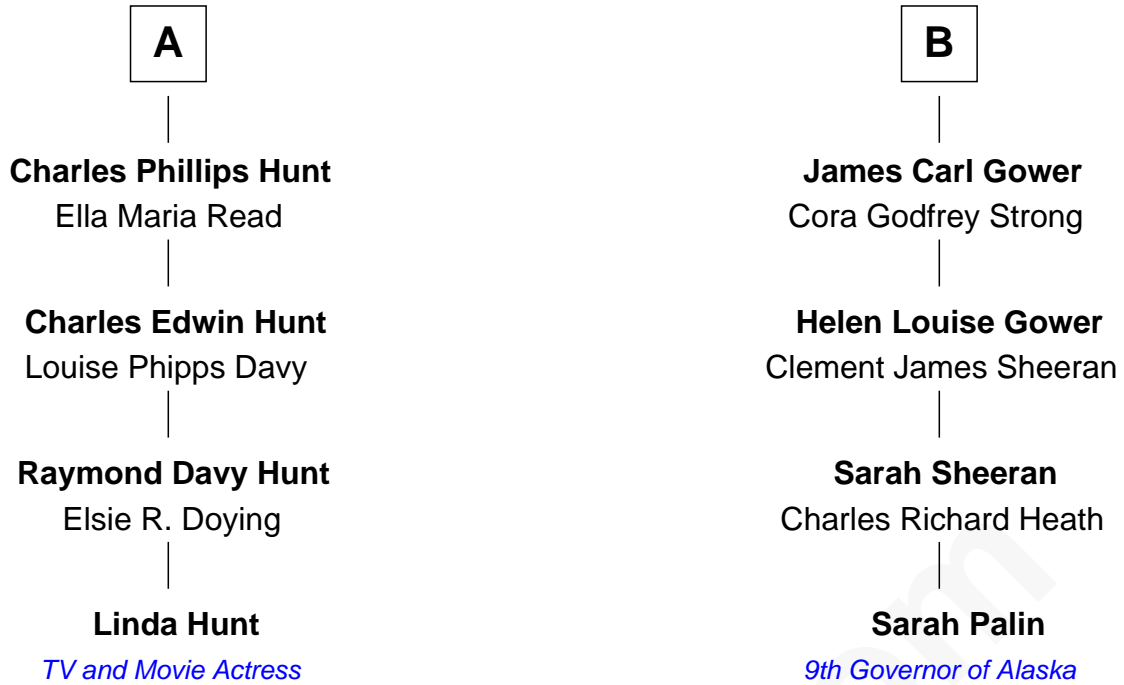 A
Charles Phillips Hunt
Ella Maria Read
Charles Edwin Hunt
Louise Phipps Davy
Raymond Davy Hunt
Elsie R. Doying
Linda Hunt
TV and Movie Actress
B
James Carl Gower
Cora Godfrey Strong
Helen Louise Gower
Clement James Sheeran
Sarah Sheeran
Charles Richard Heath
Sarah Palin
9th Governor of Alaska